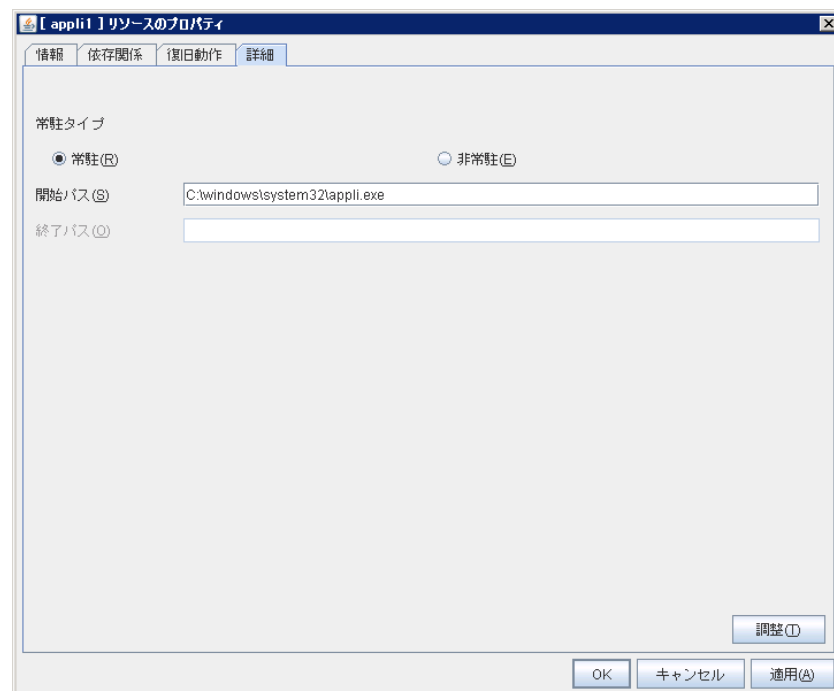 [ appli1 ] リソースのプロパティ
情報 依存関係 復旧動作 詳細
常駐タイプ
常駐(R) 非常駐(E)
開始パス(S) C:\windows\system32\appli.exe
終了パス(O)
調整(T)
OK キャンセル 適用(A)